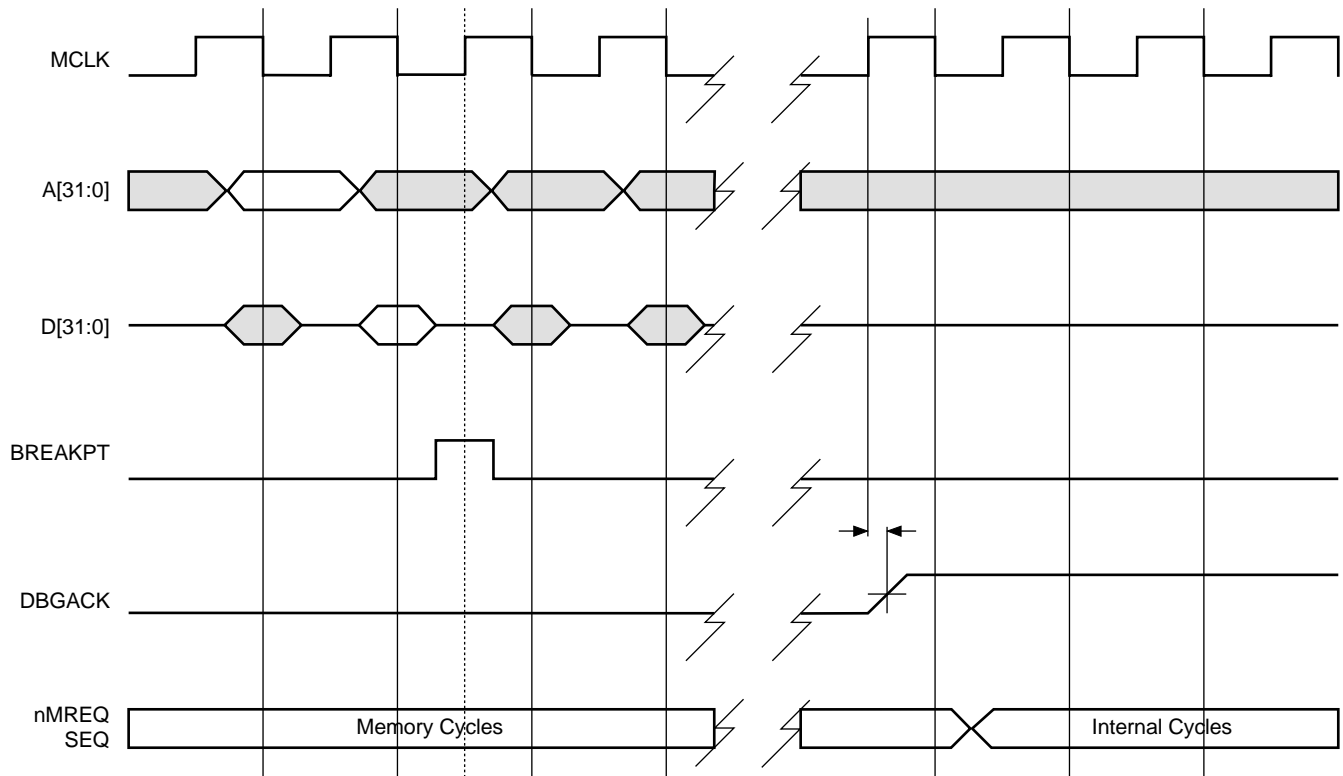 MCLK
A[31:0]
D[31:0]
BREAKPT
DBGACK
nMREQ
SEQ
Memory Cycles
Internal Cycles